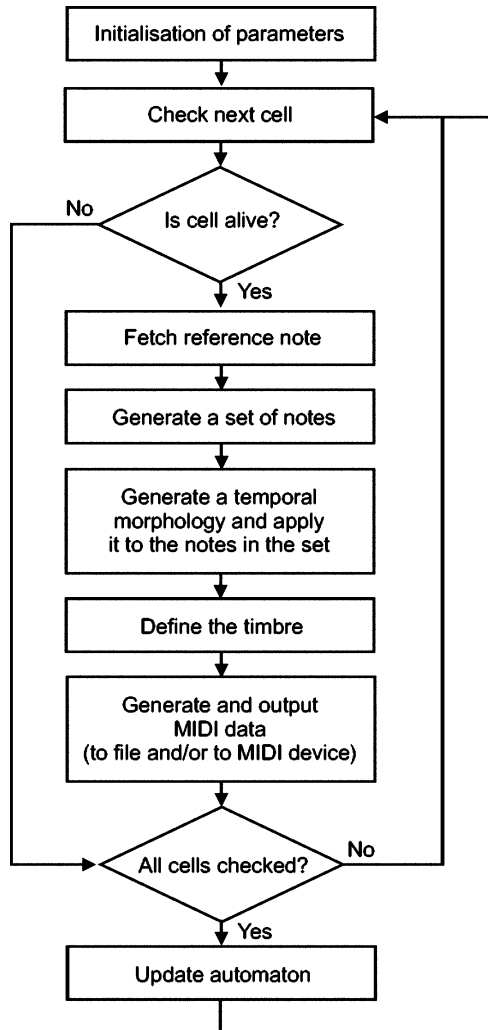 Initialisation of parameters
Check next cell
No
Is cell alive?
Yes
Fetch reference note
Generate a set of notes
Generate a temporal
morphology and apply
it to the notes in the set
Define the timbre
Generate and output
MIDI data
(to file and/or to MIDI device)
All cells checked?
No
Yes
Update automaton